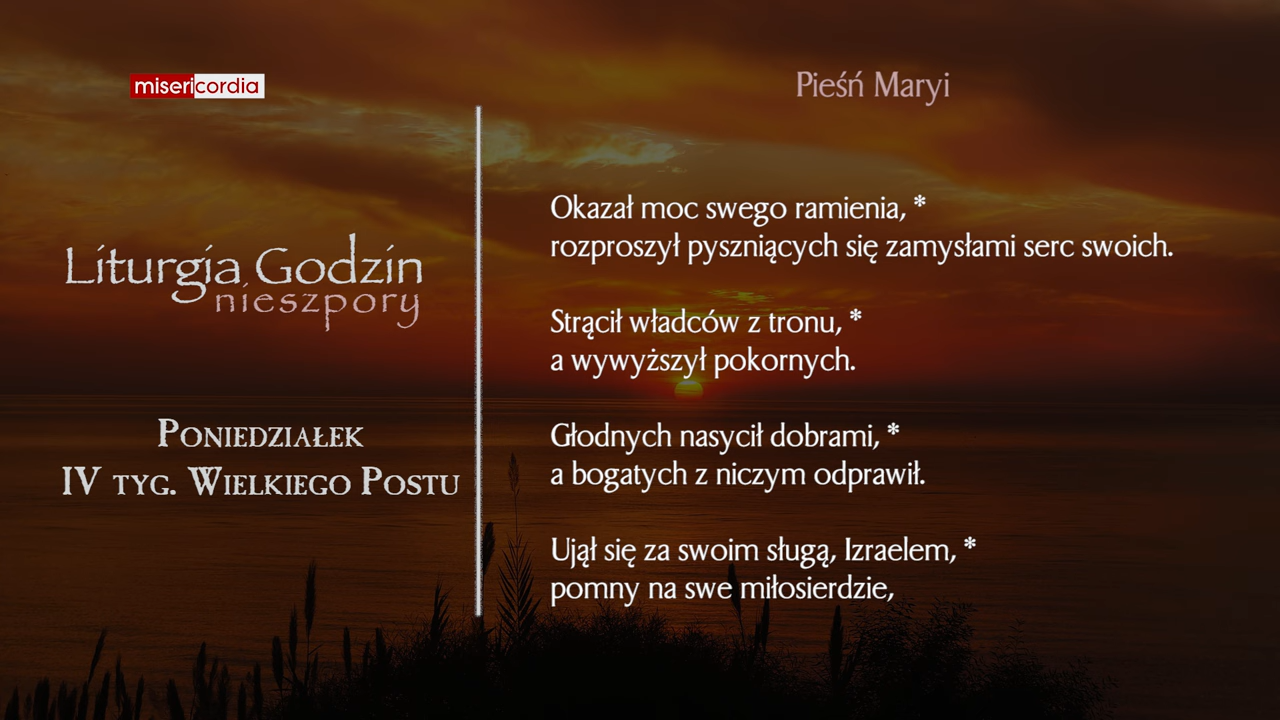 misericordia
Pieśń Maryi
Liturgia Godzin
nieszpory
Poniedziałek
IV tyg. Wielkiego Postu
Okazał moc swego ramienia, *
rozproszył pyszniących się zamysłami serc swoich.
Strącił władców z tronu, *
a wywyższył pokornych.
Głodnych nasycił dobrami, *
a bogatych z niczym odprawił.
Ujął się za swoim sługą, Izraelem, *
pomny na swe miłosierdzie,